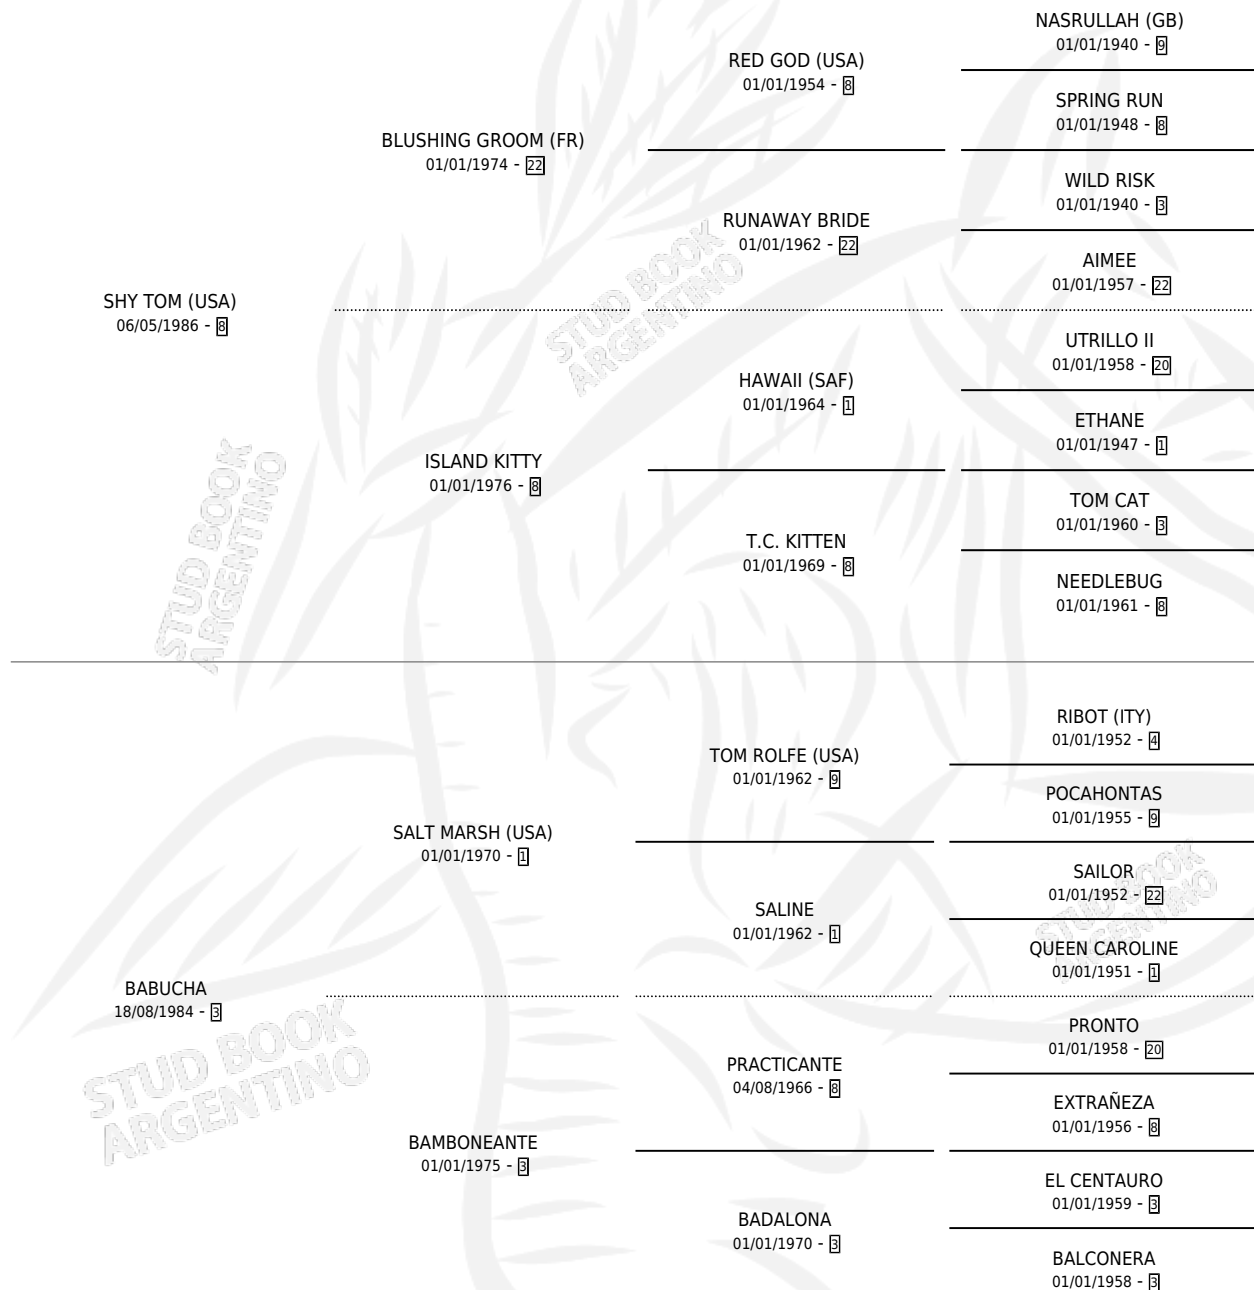 NASRULLAH (GB)
01/01/1940 - 9
RED GOD (USA)
01/01/1954 - 8
SPRING RUN
01/01/1948 - 8
BLUSHING GROOM (FR)
01/01/1974 - 22
WILD RISK
01/01/1940 - 3
RUNAWAY BRIDE
01/01/1962 - 22
AIMEE
01/01/1957 - 22
SHY TOM (USA)
06/05/1986 - 8
UTRILLO II
01/01/1958 - 20
HAWAII (SAF)
01/01/1964 - 1
ETHANE
01/01/1947 - 1
ISLAND KITTY
01/01/1976 - 8
TOM CAT
01/01/1960 - 3
T.C. KITTEN
01/01/1969 - 8
NEEDLEBUG
01/01/1961 - 8
RIBOT (ITY)
01/01/1952 - 4
TOM ROLFE (USA)
01/01/1962 - 9
POCAHONTAS
01/01/1955 - 9
SALT MARSH (USA)
01/01/1970 - 1
SAILOR
01/01/1952 - 22
SALINE
01/01/1962 - 1
QUEEN CAROLINE
01/01/1951 - 1
BABUCHA
18/08/1984 - 3
PRONTO
01/01/1958 - 20
PRACTICANTE
04/08/1966 - 8
EXTRAÑEZA
01/01/1956 - 8
BAMBONEANTE
01/01/1975 - 3
EL CENTAURO
01/01/1959 - 3
BADALONA
01/01/1970 - 3
BALCONERA
01/01/1958 - 3
STUD BOOK
ARGENTINO
STUD BOOK
ARGENTINO
STUD BOOK
ARGENTINO
STUD BOOK
ARGENTINO